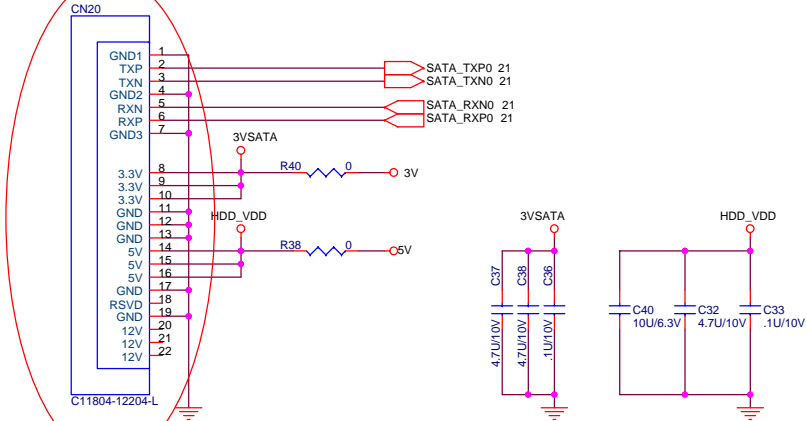 CN20
GND1 1
TXP 2
TXN 3
GND2 4
RXN 5
RXP 6
GND3 7
SATA_TXP0 21
SATA_TXN0 21
SATA_RXN0 21
SATA_RXP0 21
3VSATA
3.3V 8
3.3V 9
3.3V 10
R40 0 3V
GND 11
GND 12
GND 13
HDD_VDD
5V 14
5V 15
5V 16
R38 0 5V
GND 17
RSVD 18
GND 19
12V 20
12V 21
12V 22
C11804-12204-L
3VSATA
C37
4.7U/10V
C38
4.7U/10V
C36
.1U/10V
HDD_VDD
C40
10U/6.3V
C32
4.7U/10V
C33
.1U/10V